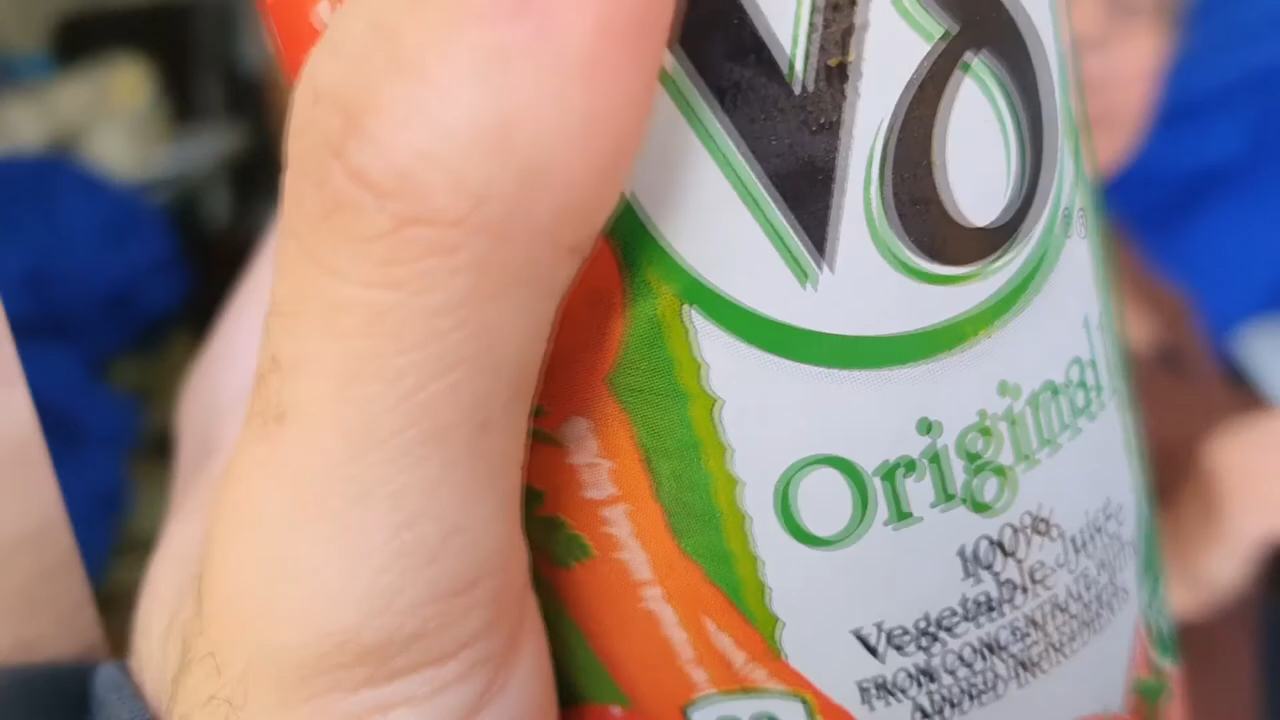 V8
®
Original
100%
Vegetable Juice
FROM CONCENTRATE WITH
ADDED INGREDIENTS